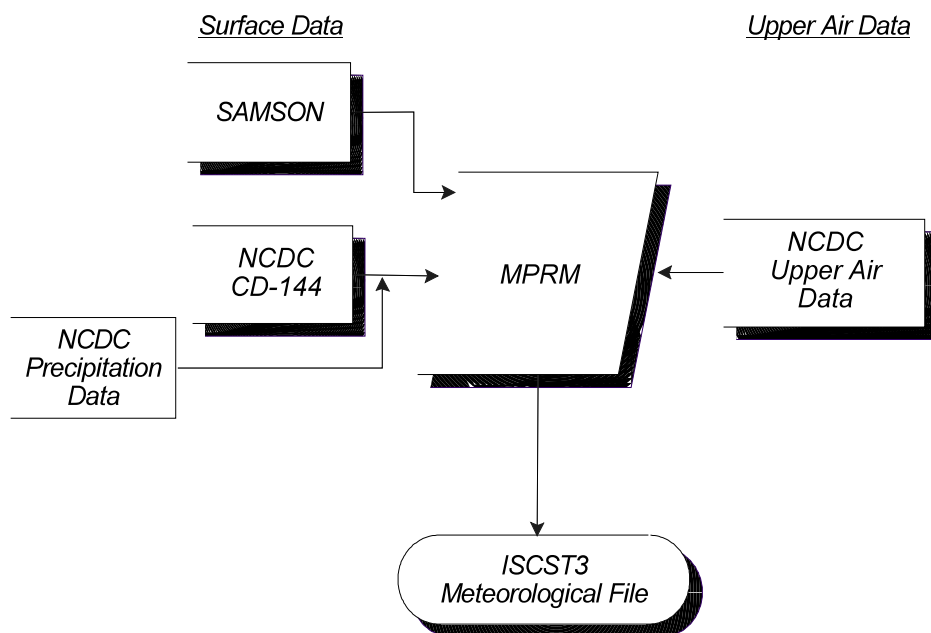 Surface Data
Upper Air Data
SAMSON
NCDC
CD-144
MPRM
NCDC
Upper Air
Data
NCDC
Precipitation
Data
ISCST3
Meteorological File